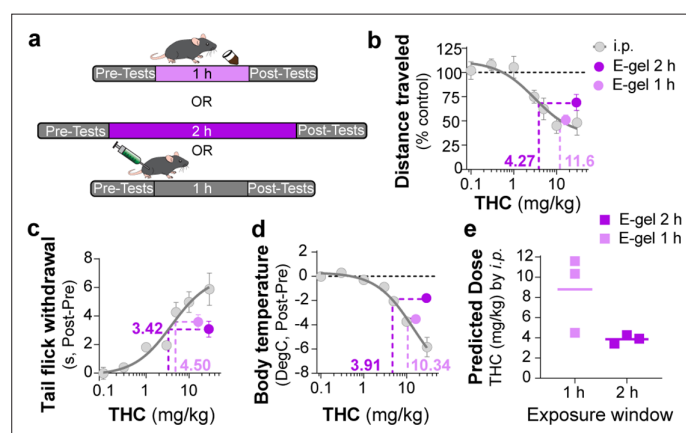 a
Pre-Tests 1 h Post-Tests
OR
Pre-Tests 2 h Post-Tests
OR
Pre-Tests 1 h Post-Tests
b
i.p.
E-gel 2 h
E-gel 1 h
Distance traveled
(% control)
125
100
75
50
25
0
4.27 11.6
0.1 1 10
THC (mg/kg)
c
Tail flick withdrawal
(s, Post-Pre)
8
6
4
2
0
3.42
4.50
0.1 1 10
THC (mg/kg)
d
Body temperature
(DegC, Post-Pre)
0
-2
-4
-6
-8
3.91 10.34
0.1 1 10
THC (mg/kg)
e
E-gel 2 h
E-gel 1 h
Predicted Dose
THC (mg/kg) by i.p.
12
10
8
6
4
2
0
1 h 2 h
Exposure window